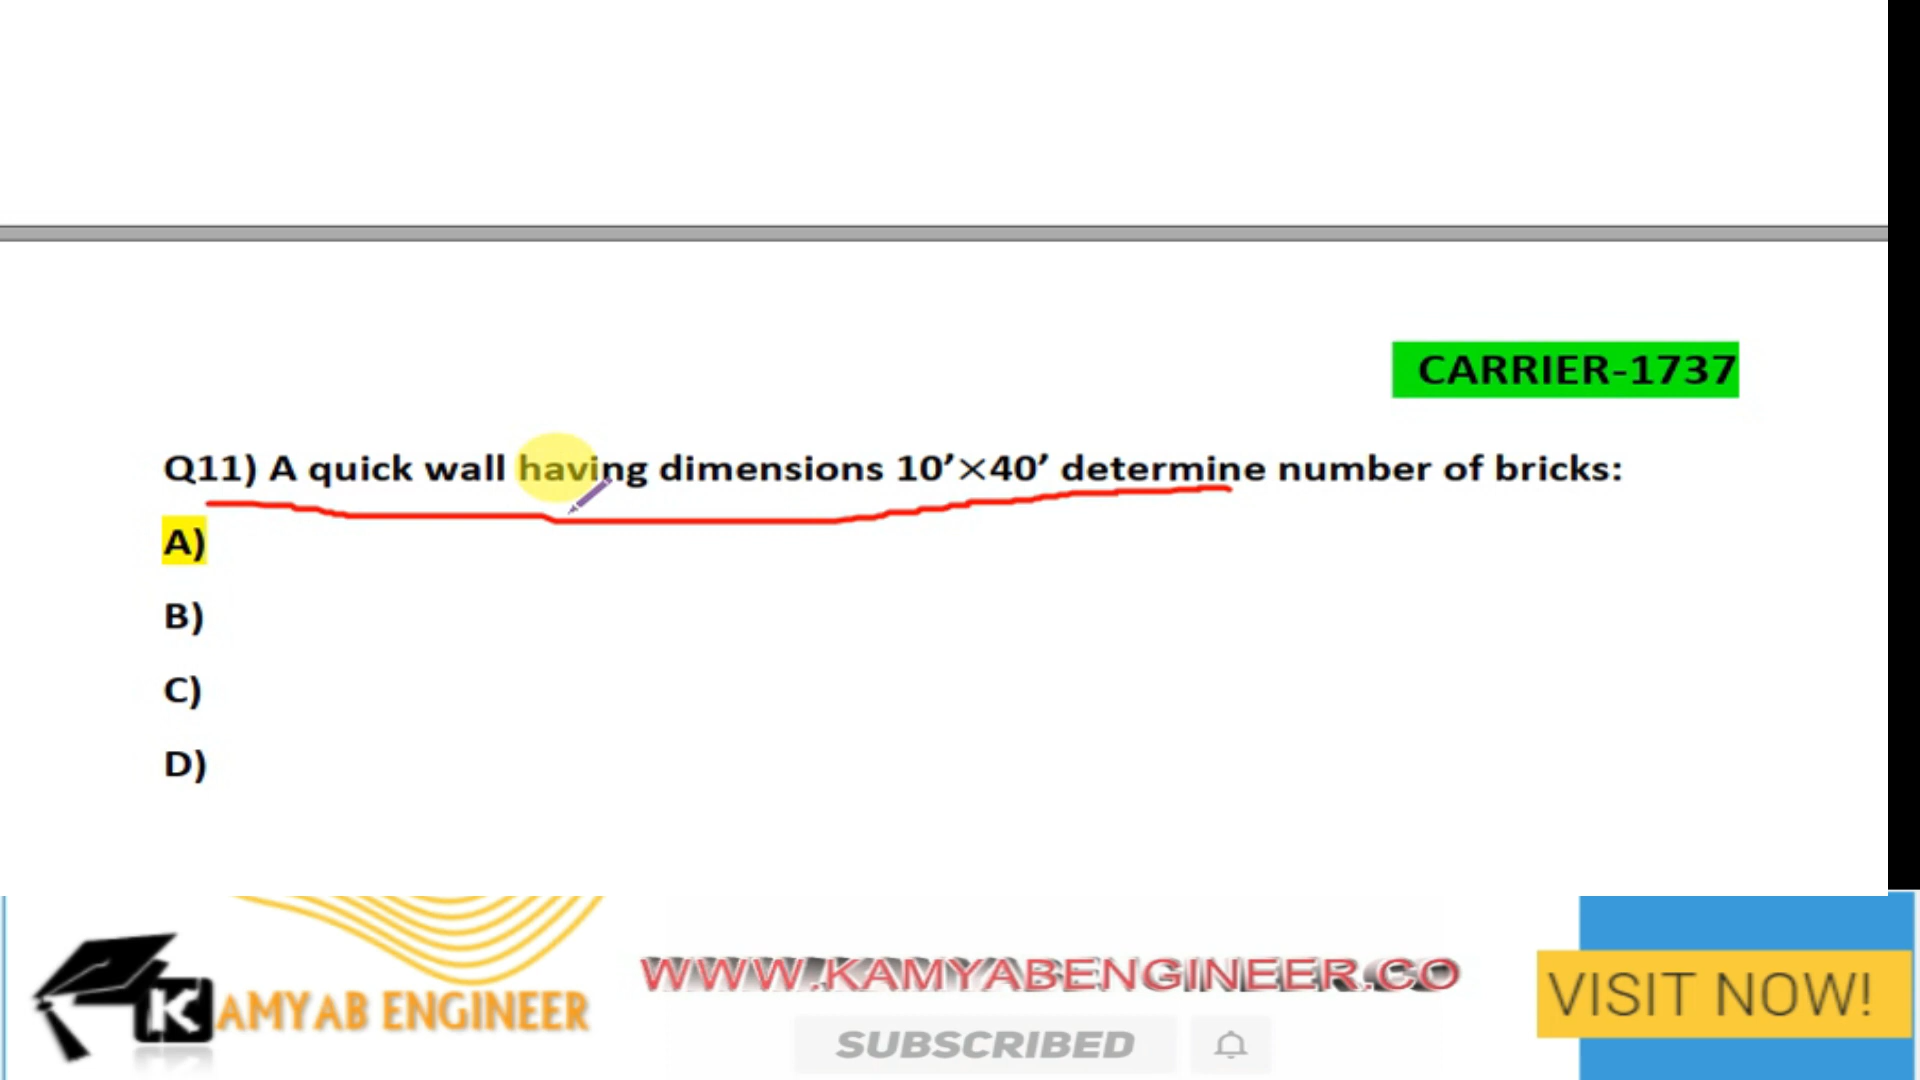 CARRIER-1737
Q11) A quick wall having dimensions 10’×40’ determine number of bricks:
A)
B)
C)
D)
KAMYAB ENGINEER
WWW.KAMYABENGINEER.CO
VISIT NOW!
SUBSCRIBED